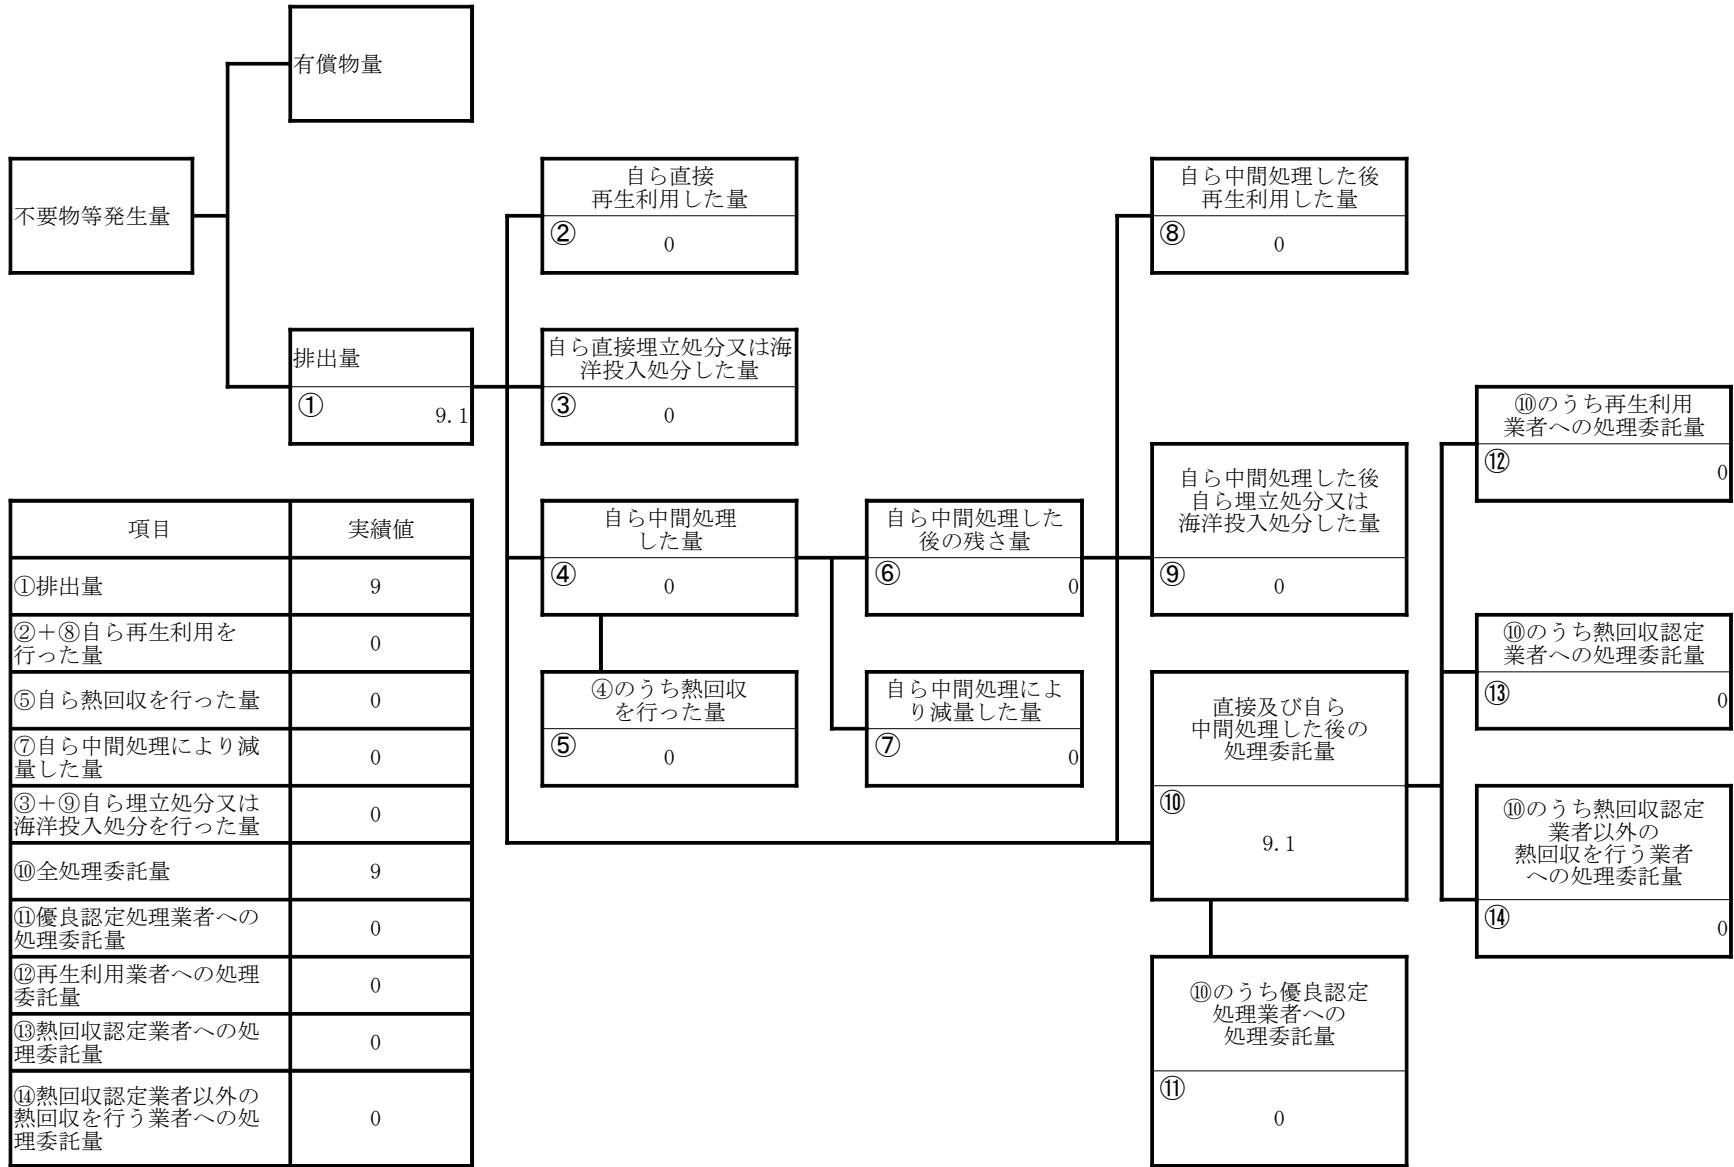 有償物量
不要物等発生量
自ら直接
再生利用した量
②
0
自ら中間処理した後
再生利用した量
⑧
0
排出量
①
9.1
自ら直接埋立処分又は海
洋投入処分した量
③
0
⑩のうち再生利用
業者への処理委託量
⑫
0
自ら中間処理
した量
④
0
自ら中間処理した
後の残さ量
⑥
0
自ら中間処理した後
自ら埋立処分又は
海洋投入処分した量
⑨
0
⑩のうち熱回収認定
業者への処理委託量
⑬
0
④のうち熱回収
を行った量
⑤
0
自ら中間処理によ
り減量した量
⑦
0
直接及び自ら
中間処理した後の
処理委託量
⑩
9.1
⑩のうち熱回収認定
業者以外の
熱回収を行う業者
への処理委託量
⑭
0
⑩のうち優良認定
処理業者への
処理委託量
⑪
0
項目 実績値
①排出量 9
②+⑧自ら再生利用を
行った量 0
⑤自ら熱回収を行った量 0
⑦自ら中間処理により減
量した量 0
③+⑨自ら埋立処分又は
海洋投入処分を行った量 0
⑩全処理委託量 9
⑪優良認定処理業者への
処理委託量 0
⑫再生利用業者への処理
委託量 0
⑬熱回収認定業者への処
理委託量 0
⑭熱回収認定業者以外の
熱回収を行う業者への処
理委託量 0